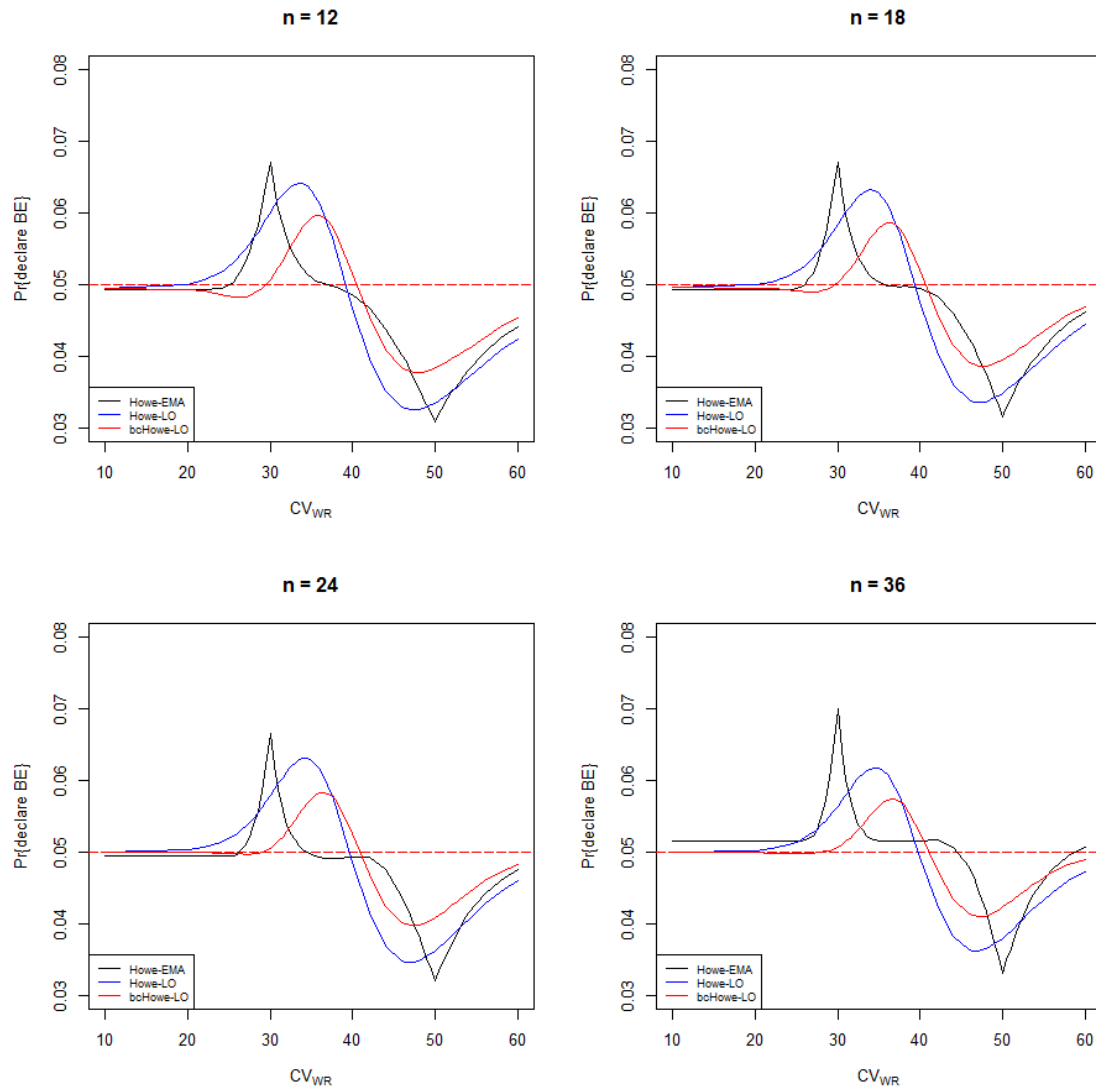 n = 12
Pr{declare BE}
0.08
0.07
0.06
0.05
0.04
0.03
Howe-EMA
Howe-LO
bcHowe-LO
10 20 30 40 50 60
CVWR
n = 18
Pr{declare BE}
0.08
0.07
0.06
0.05
0.04
0.03
Howe-EMA
Howe-LO
bcHowe-LO
10 20 30 40 50 60
CVWR
n = 24
Pr{declare BE}
0.08
0.07
0.06
0.05
0.04
0.03
Howe-EMA
Howe-LO
bcHowe-LO
10 20 30 40 50 60
CVWR
n = 36
Pr{declare BE}
0.08
0.07
0.06
0.05
0.04
0.03
Howe-EMA
Howe-LO
bcHowe-LO
10 20 30 40 50 60
CVWR